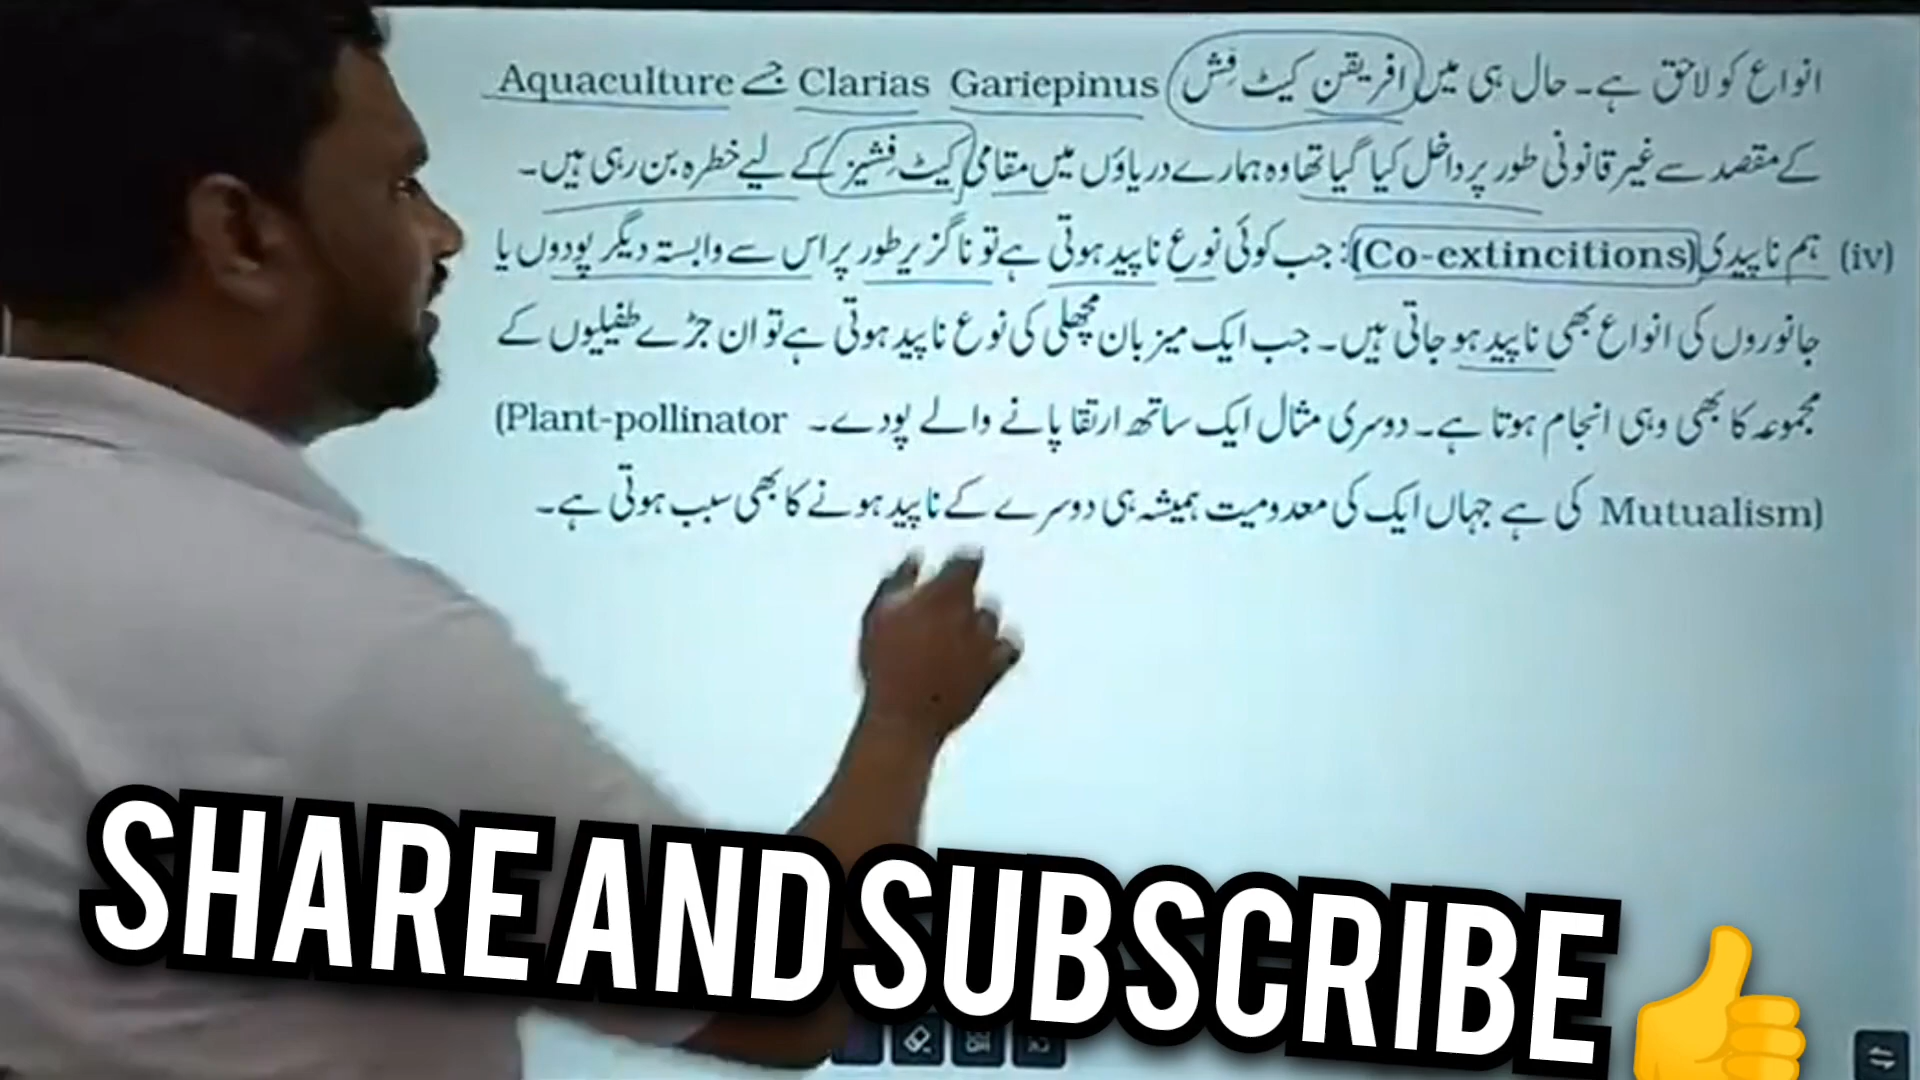 انواع کو لاحق ہے۔ حال ہی میں افریقن کیٹ فِش Clarias Gariepinus جسے Aquaculture
کے مقصد سے غیر قانونی طور پر داخل کیا گیا تھا وہ ہمارے دریاؤں میں مقامی کیٹ فِشیز کے لیے خطرہ بن رہی ہیں۔
(iv) ہم ناپیدی (Co-extincitions): جب کوئی نوع ناپید ہوتی ہے تو ناگزیر طور پر اس سے وابستہ دیگر پودوں یا
جانوروں کی انواع بھی ناپید ہو جاتی ہیں۔ جب ایک میزبان مچھلی کی نوع ناپید ہوتی ہے تو ان جڑے طفیلیوں کے
مجموعہ کا بھی وہی انجام ہوتا ہے۔ دوسری مثال ایک ساتھ ارتقا پانے والے پودے۔ (Plant-pollinator
Mutualism) کی ہے جہاں ایک کی معدومیت ہمیشہ ہی دوسرے کے ناپید ہونے کا بھی سبب ہوتی ہے۔
SHARE AND SUBSCRIBE